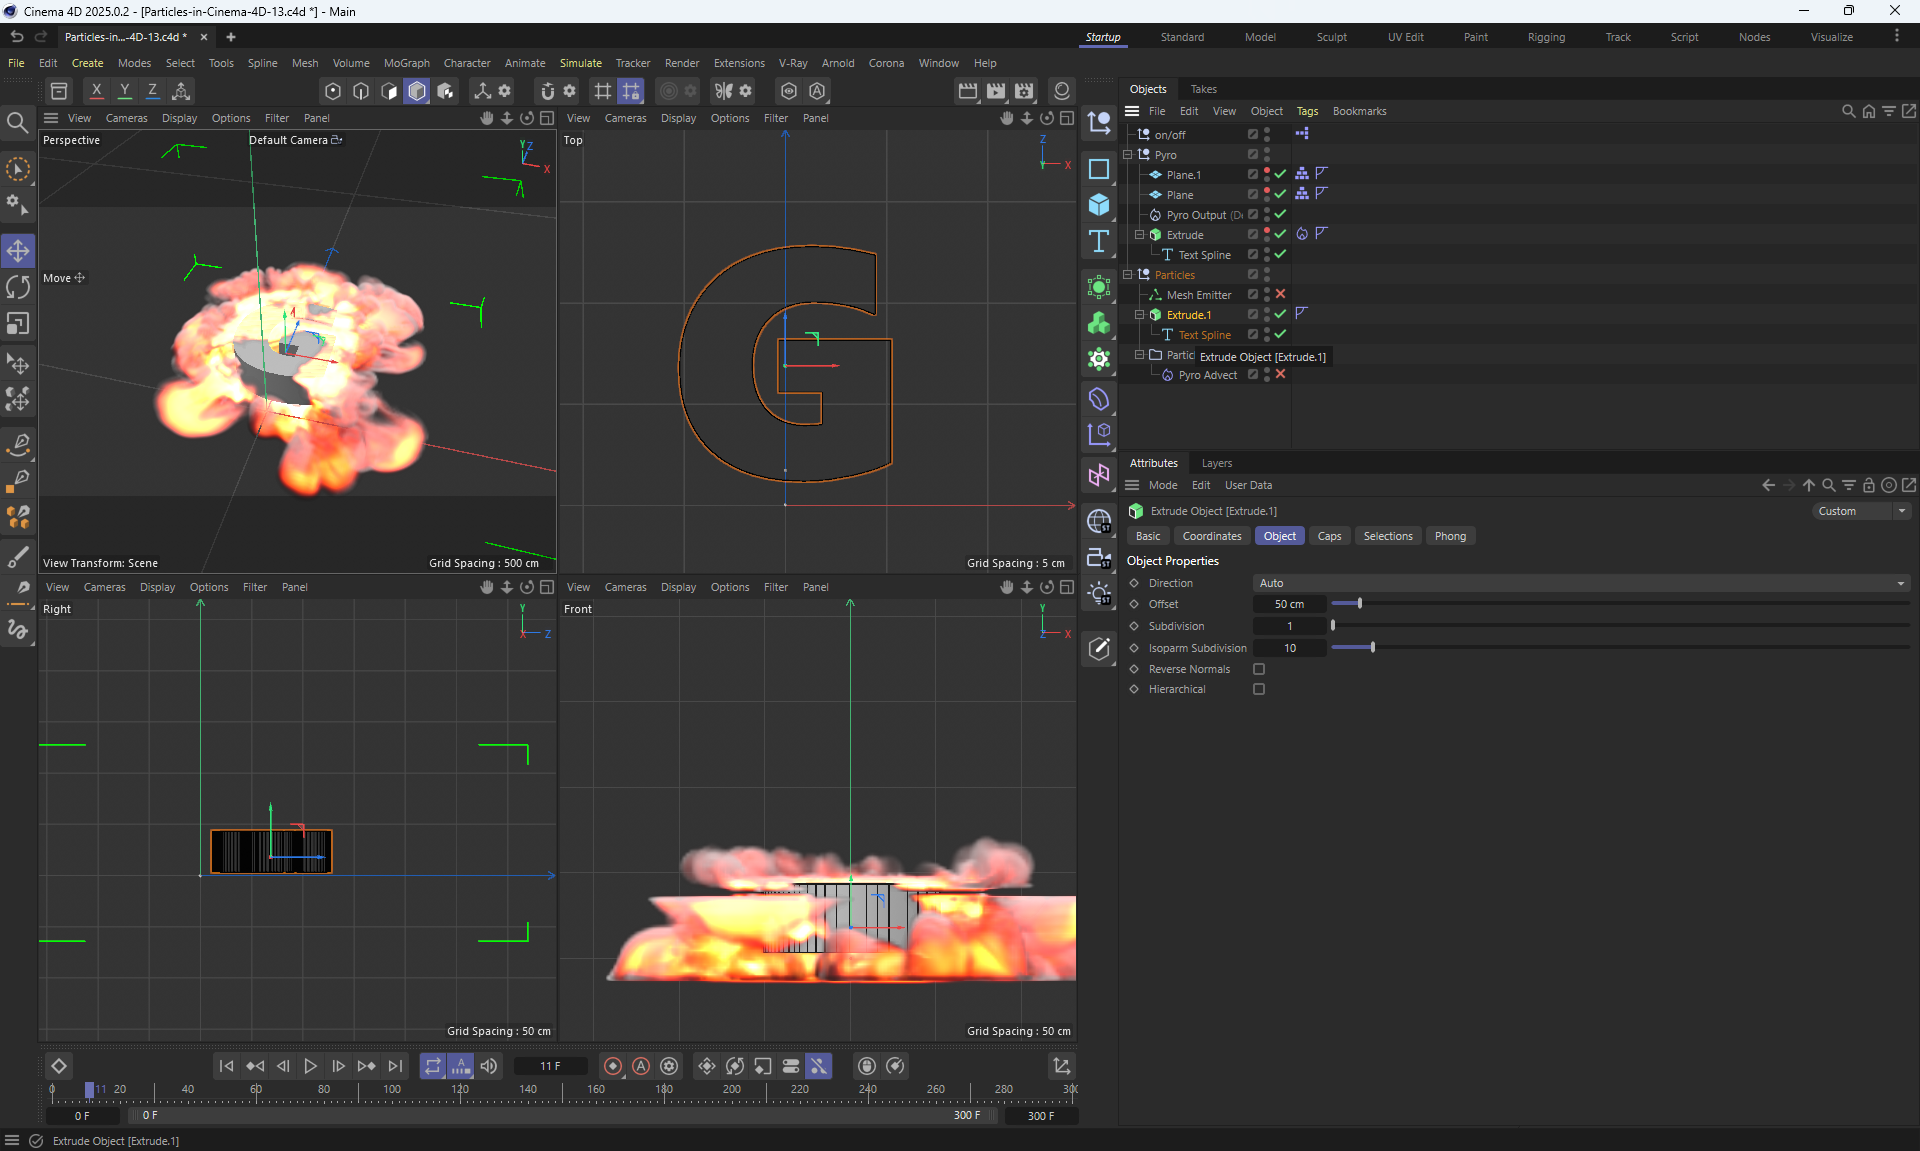 Cinema 4D 2025.0.2 - [Particles-in-Cinema-4D-13.c4d *] - Main
Particles-in...-4D-13.c4d *
Startup Standard Model Sculpt UV Edit Paint Rigging Track Script Nodes Visualize
File Edit Create Modes Select Tools Spline Mesh Volume MoGraph Character Animate Simulate Tracker Render Extensions V-Ray Arnold Corona Window Help
X Y Z
Objects Takes
File Edit View Object Tags Bookmarks
View Cameras Display Options Filter Panel
View Cameras Display Options Filter Panel
Perspective
Default Camera
Y Z X
Top
Z Y X
Move
View Transform: Scene
Grid Spacing : 500 cm
Grid Spacing : 5 cm
on/off
Pyro
Plane.1
Plane
Pyro Output (De
Extrude
Text Spline
Particles
Mesh Emitter
Extrude.1
Text Spline
Partic
Extrude Object [Extrude.1]
Pyro Advect
Attributes Layers
Mode Edit User Data
Extrude Object [Extrude.1]
Custom
Basic Coordinates Object Caps Selections Phong
Object Properties
Direction Auto
Offset 50 cm
Subdivision 1
Isoparm Subdivision 10
Reverse Normals
Hierarchical
ST
ST
ST
View Cameras Display Options Filter Panel
View Cameras Display Options Filter Panel
Right
Y X Z
Front
Y Z X
Grid Spacing : 50 cm
Grid Spacing : 50 cm
A
11 F
A
0 11 20 40 60 80 100 120 140 160 180 200 220 240 260 280 30
0 F
0 F
300 F
300 F
Extrude Object [Extrude.1]